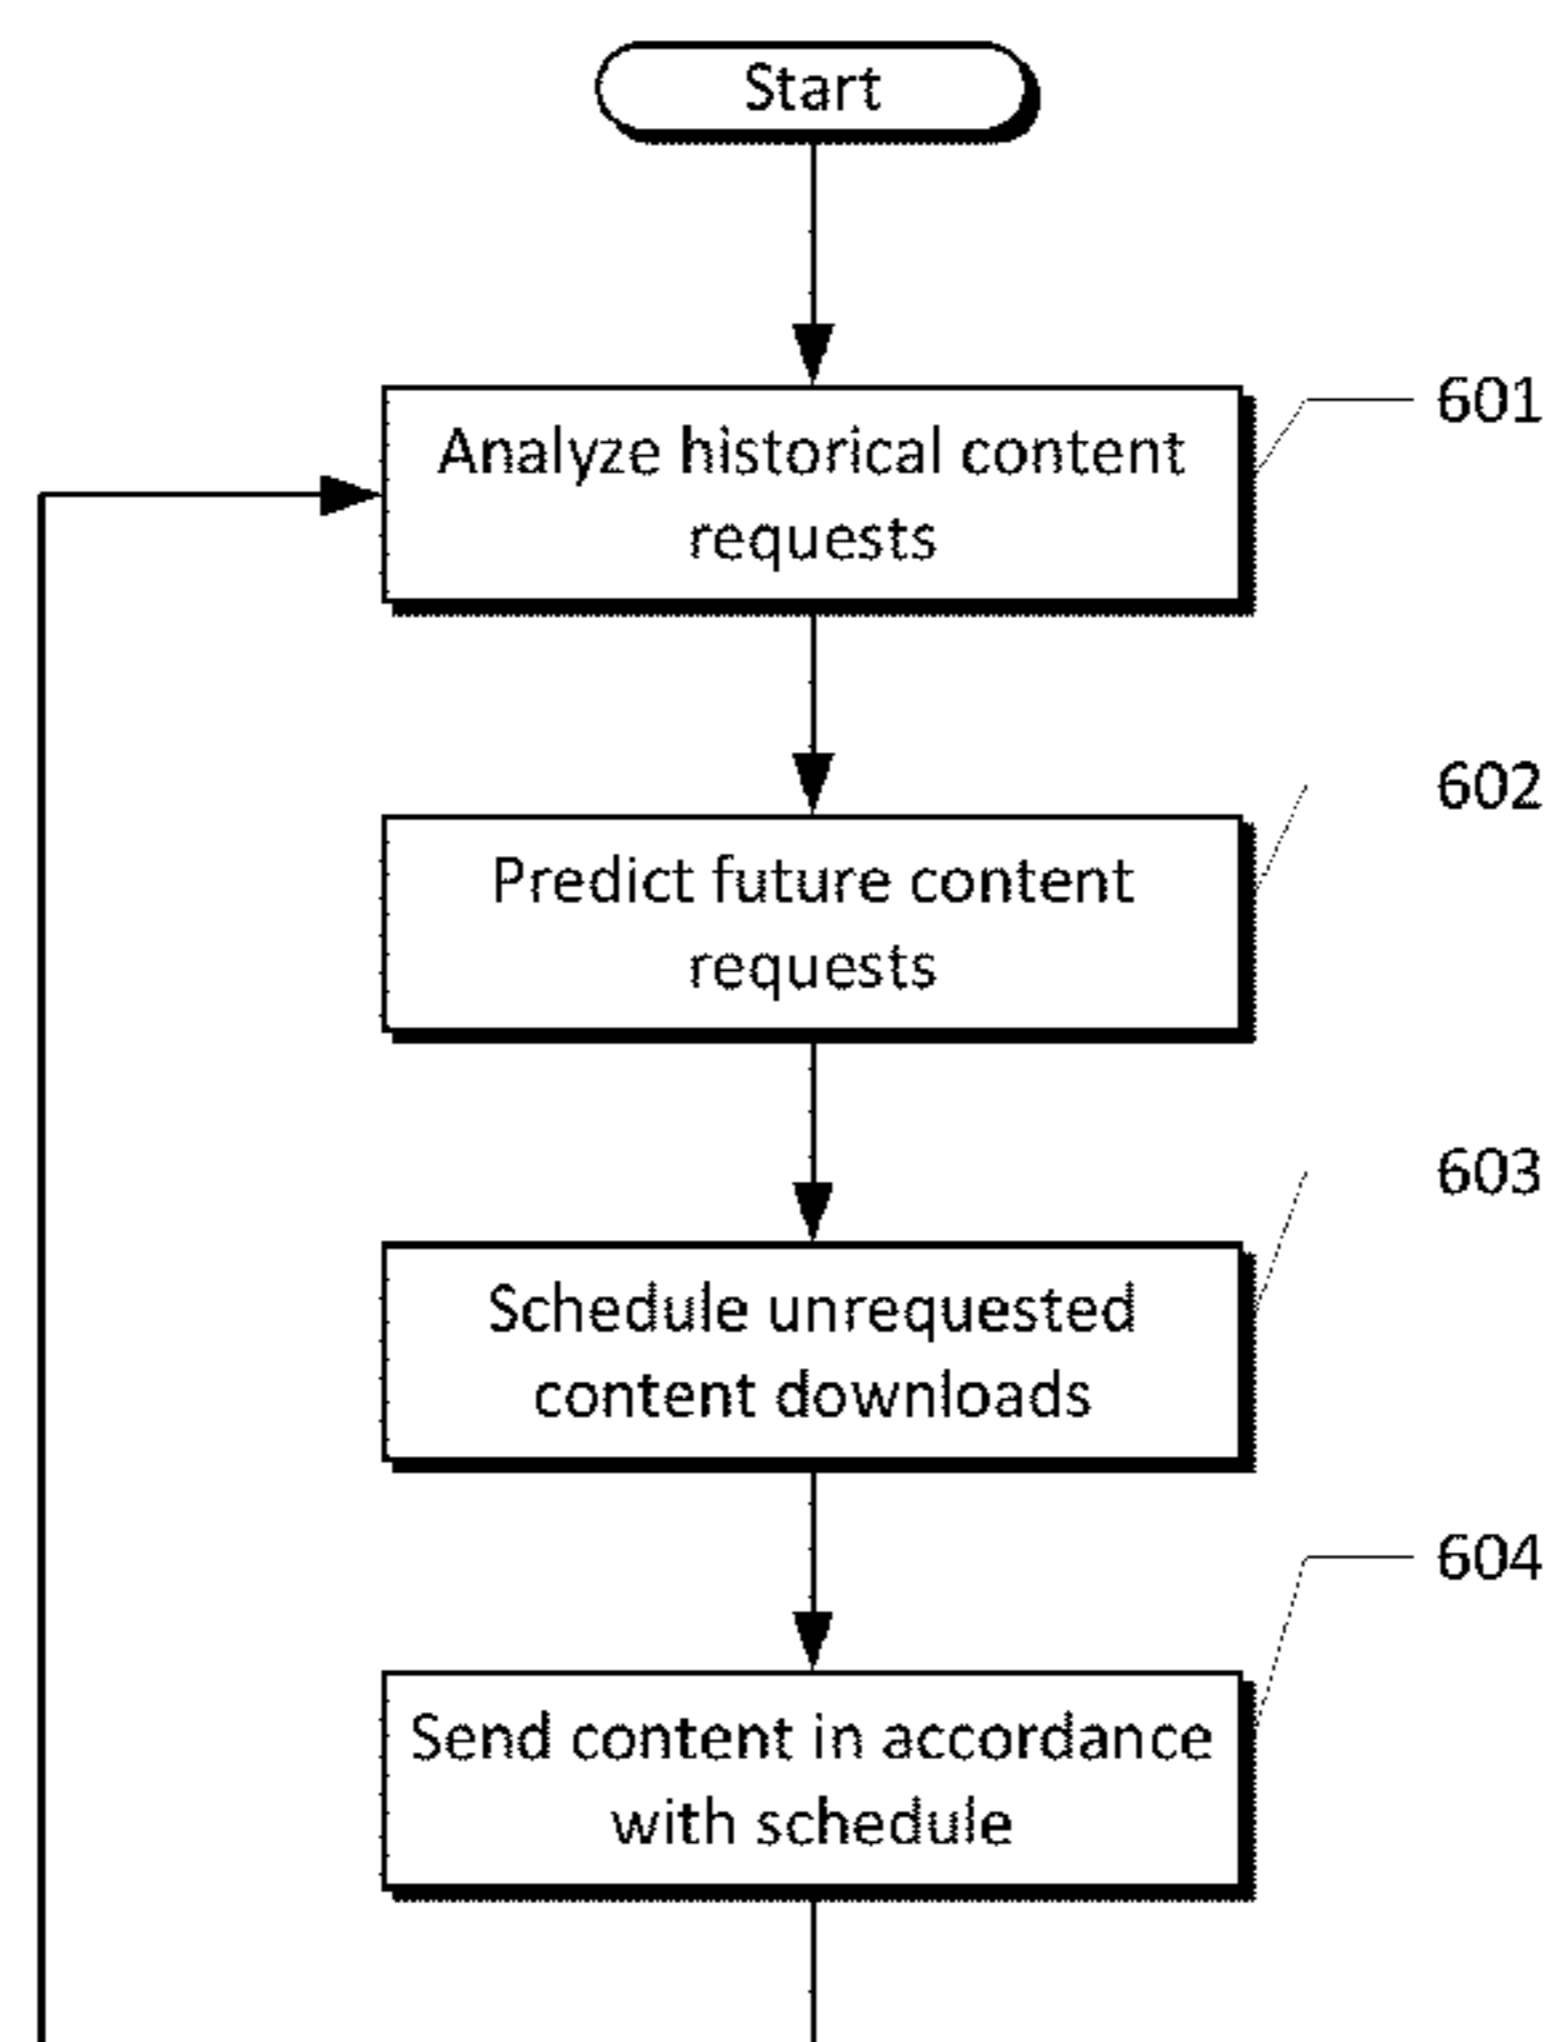 Start
Analyze historical content
requests
601
Predict future content
requests
602
Schedule unrequested
content downloads
603
Send content in accordance
with schedule
604